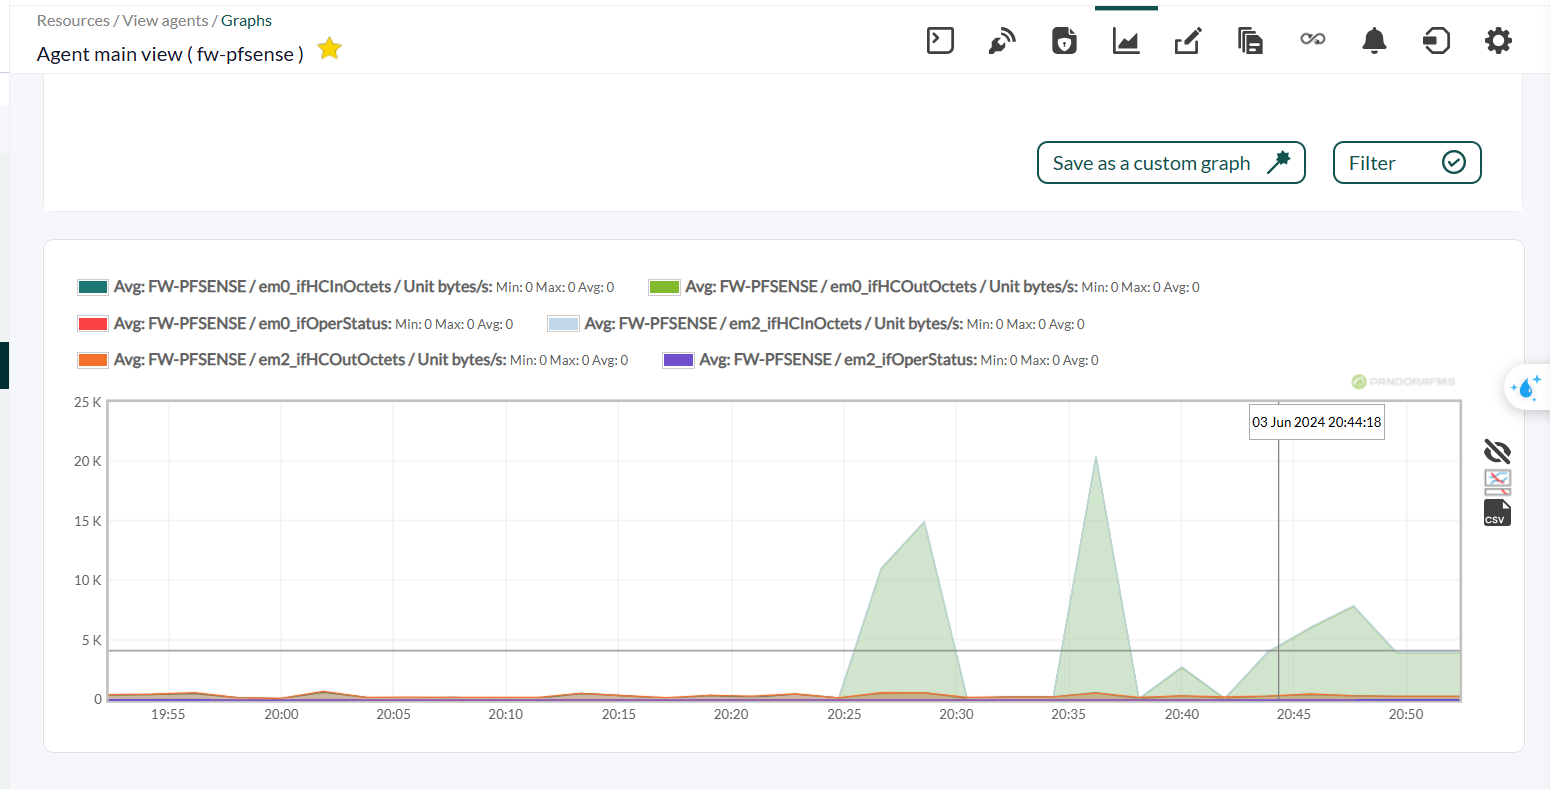 Resources / View agents / Graphs
Agent main view ( fw-pfsense )
Save as a custom graph
Filter
Avg: FW-PFSENSE / em0_ifHCInOctets / Unit bytes/s: Min: 0 Max: 0 Avg: 0
Avg: FW-PFSENSE / em0_ifHCOutOctets / Unit bytes/s: Min: 0 Max: 0 Avg: 0
Avg: FW-PFSENSE / em0_ifOperStatus: Min: 0 Max: 0 Avg: 0
Avg: FW-PFSENSE / em2_ifHCInOctets / Unit bytes/s: Min: 0 Max: 0 Avg: 0
Avg: FW-PFSENSE / em2_ifHCOutOctets / Unit bytes/s: Min: 0 Max: 0 Avg: 0
Avg: FW-PFSENSE / em2_ifOperStatus: Min: 0 Max: 0 Avg: 0
PANDORAFMS
25 K
20 K
15 K
10 K
5 K
0
03 Jun 2024 20:44:18
CSV
19:55
20:00
20:05
20:10
20:15
20:20
20:25
20:30
20:35
20:40
20:45
20:50